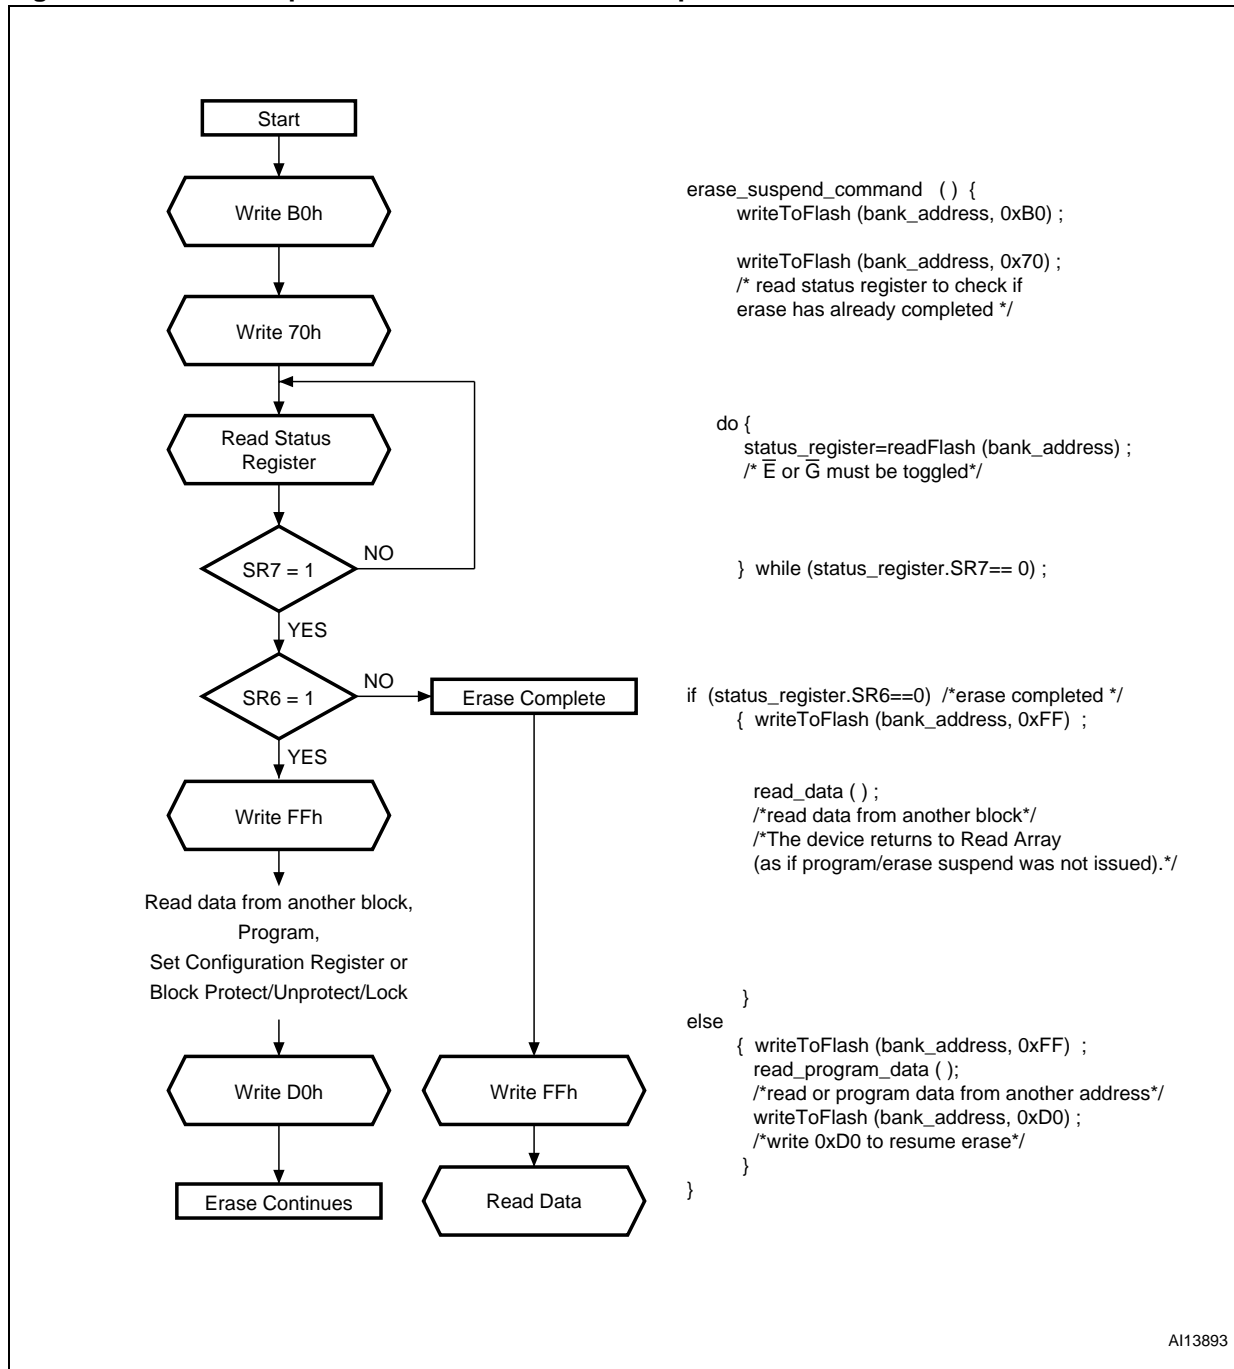 Start
Write B0h
Write 70h
Read Status
Register
SR7 = 1
NO
YES
SR6 = 1
NO
Erase Complete
YES
Write FFh
Read data from another block,
Program,
Set Configuration Register or
Block Protect/Unprotect/Lock
Write D0h
Write FFh
Erase Continues
Read Data
erase_suspend_command ( ) {
writeToFlash (bank_address, 0xB0) ;
writeToFlash (bank_address, 0x70) ;
/* read status register to check if
erase has already completed */
do {
status_register=readFlash (bank_address) ;
/* E̅ or G̅ must be toggled*/
} while (status_register.SR7== 0) ;
if (status_register.SR6==0) /*erase completed */
{ writeToFlash (bank_address, 0xFF) ;
read_data ( ) ;
/*read data from another block*/
/*The device returns to Read Array
(as if program/erase suspend was not issued).*/
}
else
{ writeToFlash (bank_address, 0xFF) ;
read_program_data ( );
/*read or program data from another address*/
writeToFlash (bank_address, 0xD0) ;
/*write 0xD0 to resume erase*/
}
}
AI13893